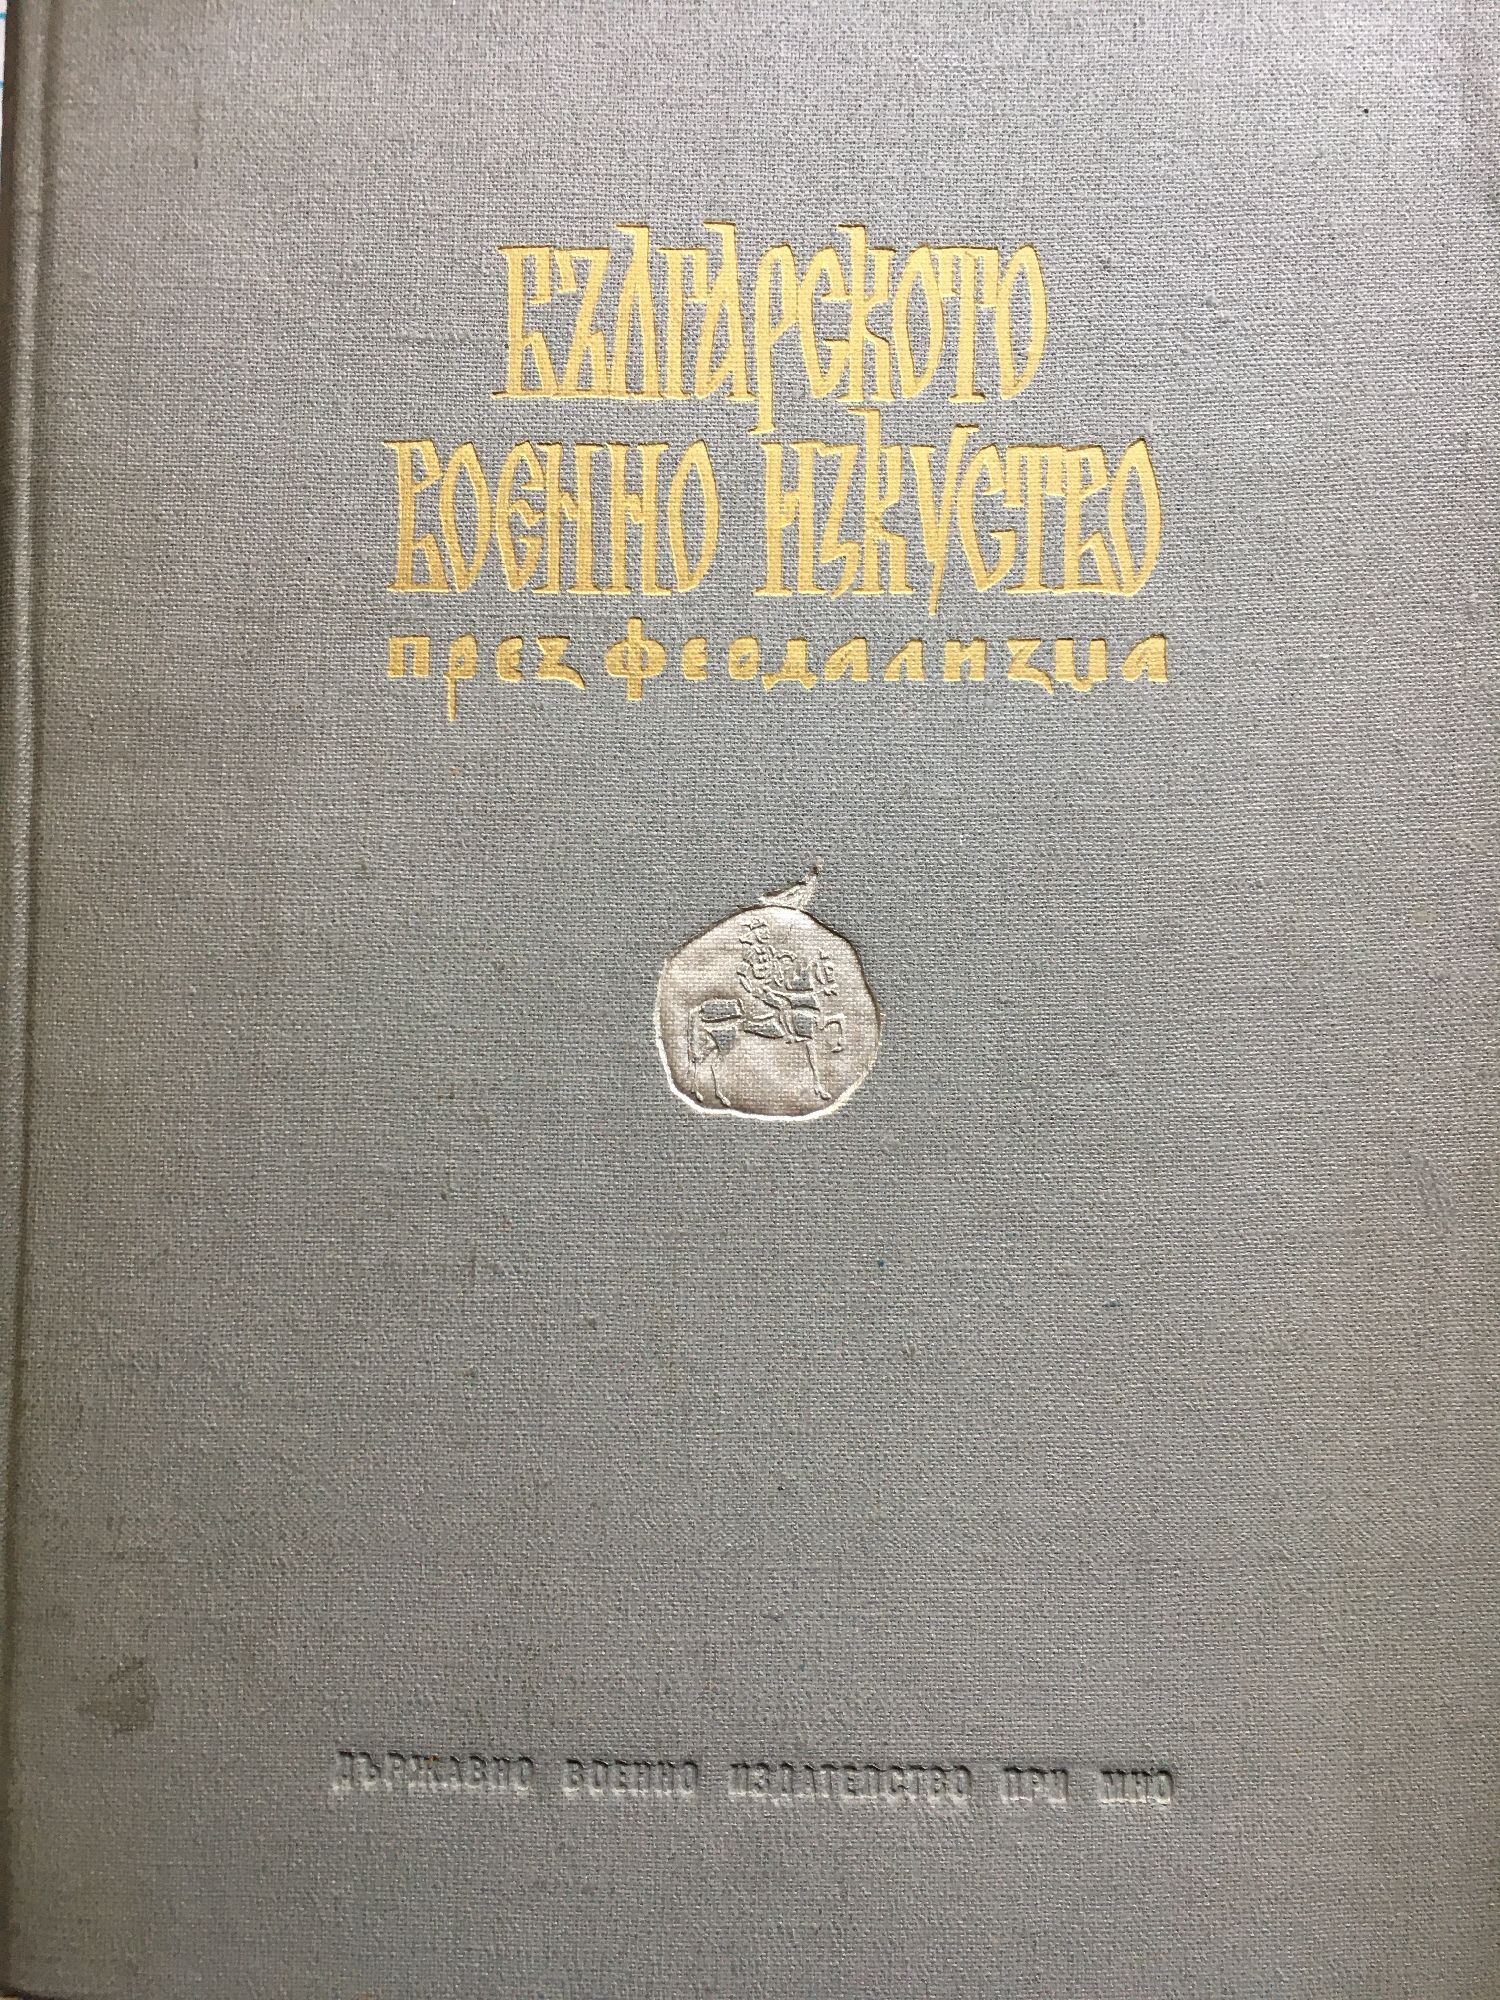 Българското
военно изкуство
през феодализма
Държавно военно издателство при МНО